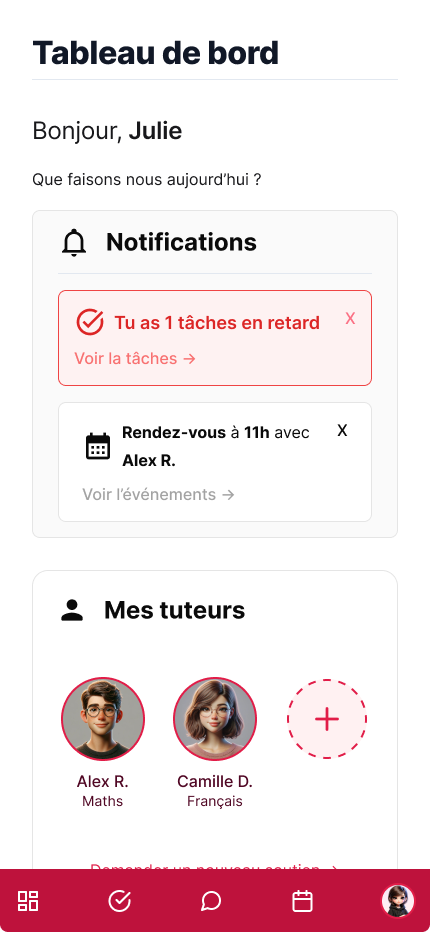 Tableau de bord
Bonjour, Julie
Que faisons nous aujourd’hui ?
Notifications
Tu as 1 tâches en retard
X
Voir la tâches →
Rendez-vous à 11h avec
X
Alex R.
Voir l’événements →
Mes tuteurs
Alex R.
Camille D.
Maths
Français
Demander un nouveau soutien →